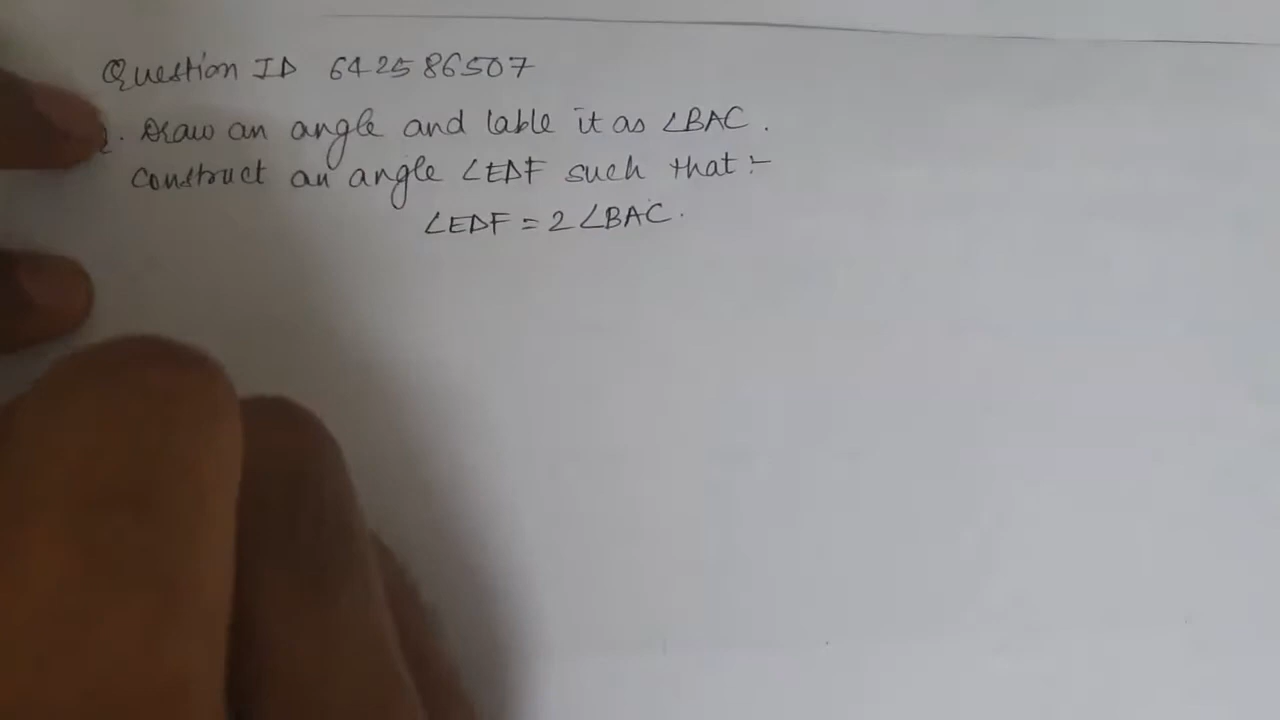 Question ID 642586507
. Draw an angle and lable it as ∠BAC.
Construct an angle ∠EDF such that :-
∠EDF = 2 ∠BAC.